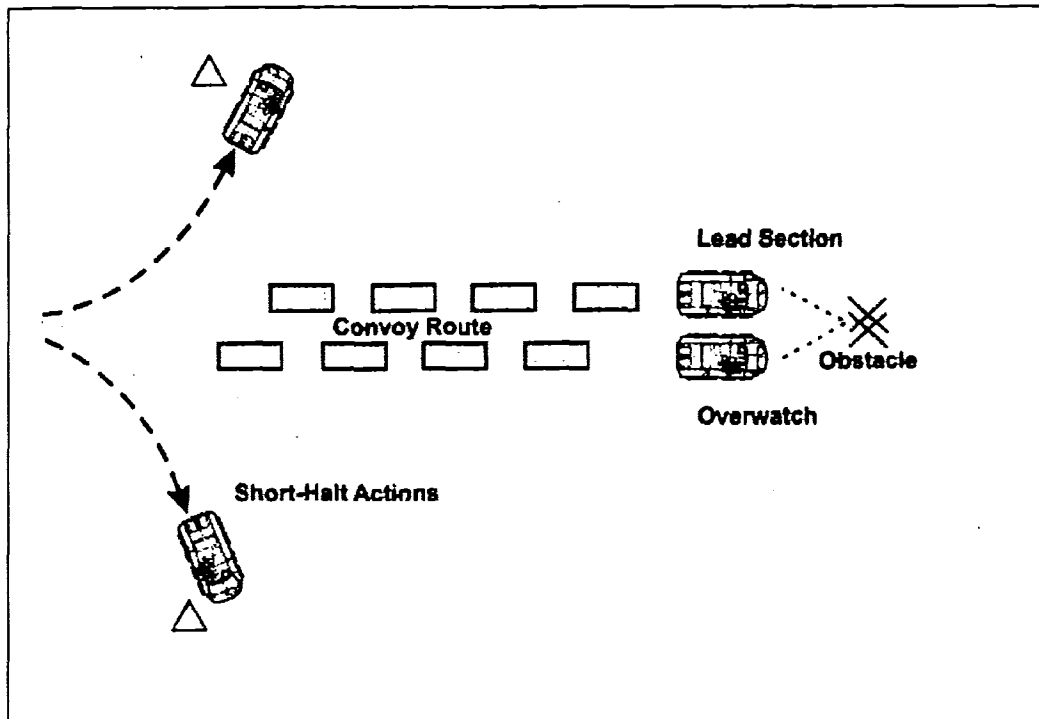 Lead Section
Convoy Route
Obstacle
Overwatch
Short-Halt Actions